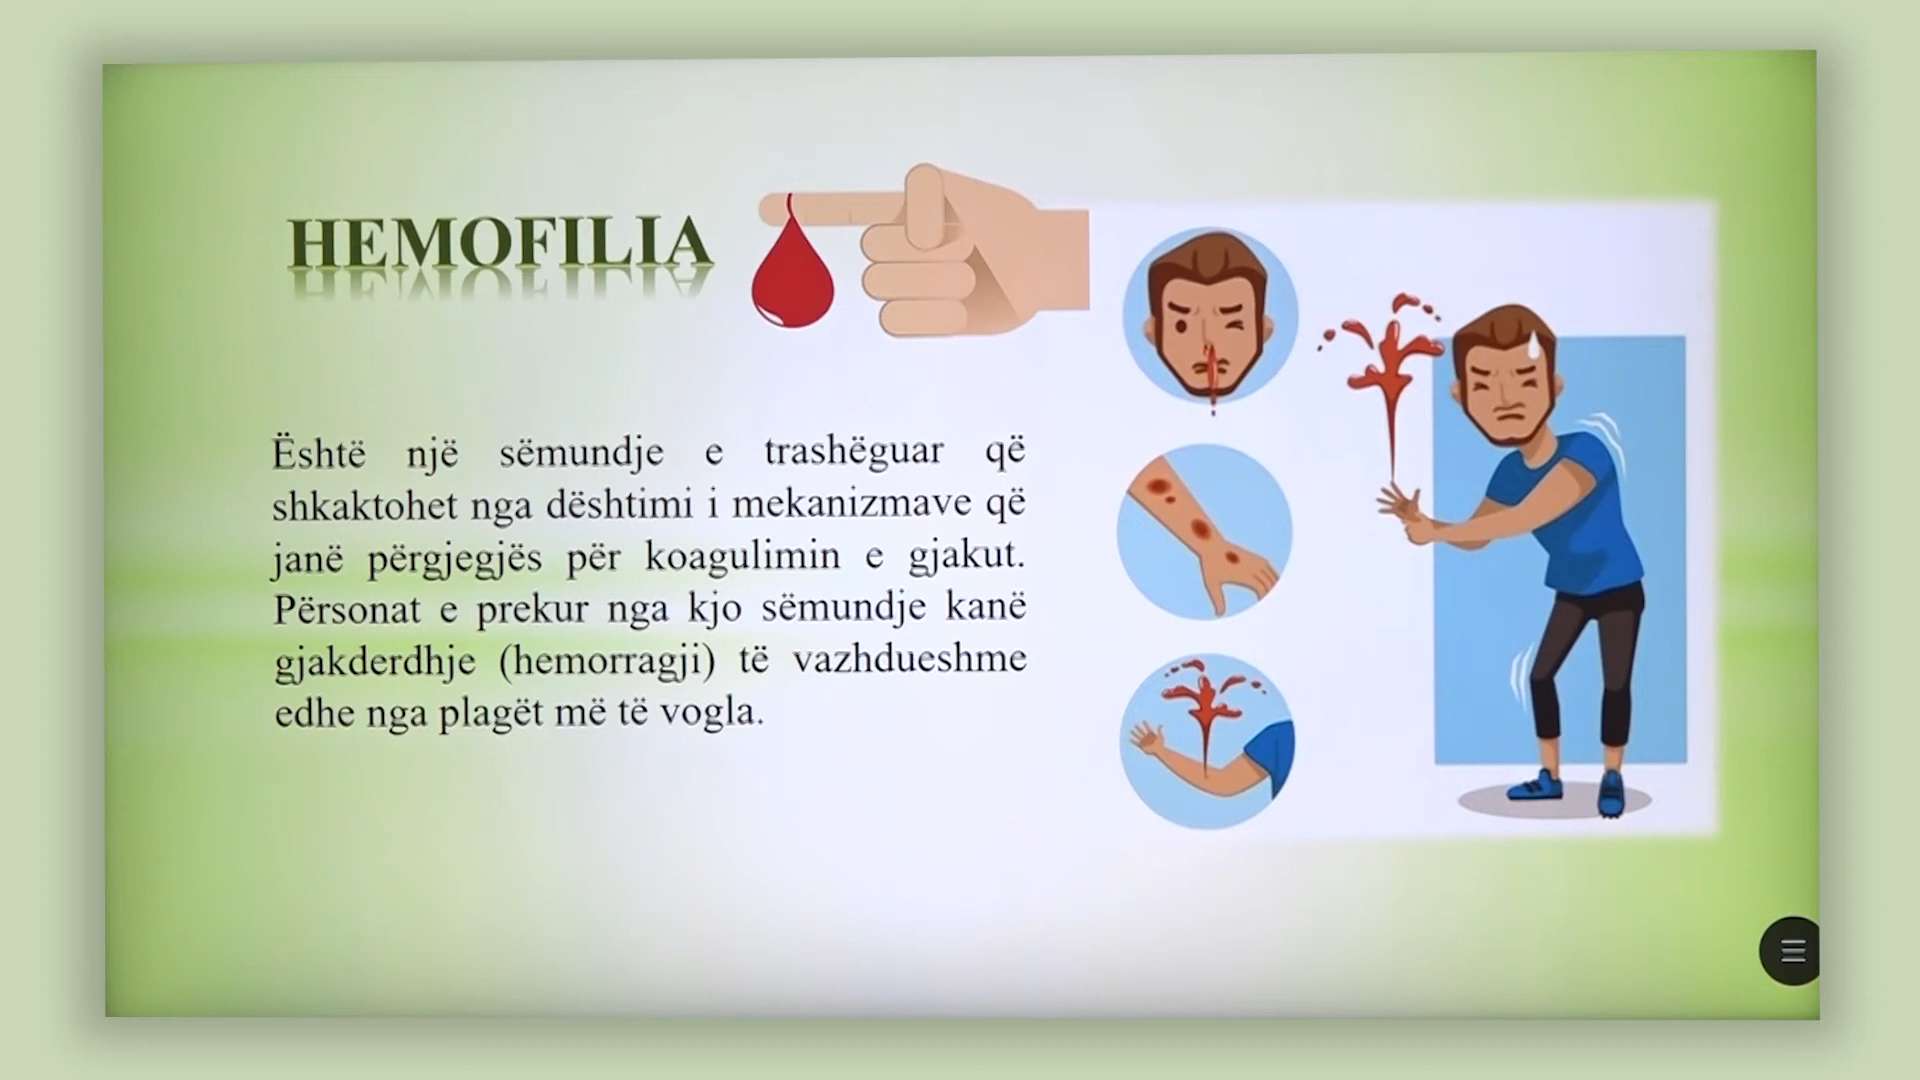 HEMOFILIA
Është një sëmundje e trashëguar që
shkaktohet nga dështimi i mekanizmave që
janë përgjegjës për koagulimin e gjakut.
Përsonat e prekur nga kjo sëmundje kanë
gjakderdhje (hemorragji) të vazhdueshme
edhe nga plagët më të vogla.